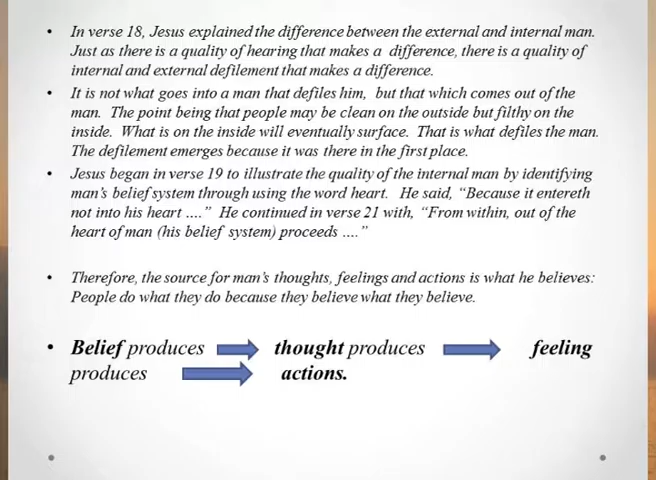 • In verse 18, Jesus explained the difference between the external and internal man.
Just as there is a quality of hearing that makes a difference, there is a quality of
internal and external defilement that makes a difference.
• It is not what goes into a man that defiles him, but that which comes out of the
man. The point being that people may be clean on the outside but filthy on the
inside. What is on the inside will eventually surface. That is what defiles the man.
The defilement emerges because it was there in the first place.
• Jesus began in verse 19 to illustrate the quality of the internal man by identifying
man's belief system through using the word heart. He said, “Because it entereth
not into his heart ....” He continued in verse 21 with, “From within, out of the
heart of man (his belief system) proceeds ....”
• Therefore, the source for man's thoughts, feelings and actions is what he believes:
People do what they do because they believe what they believe.
• Belief produces thought produces feeling
produces actions.